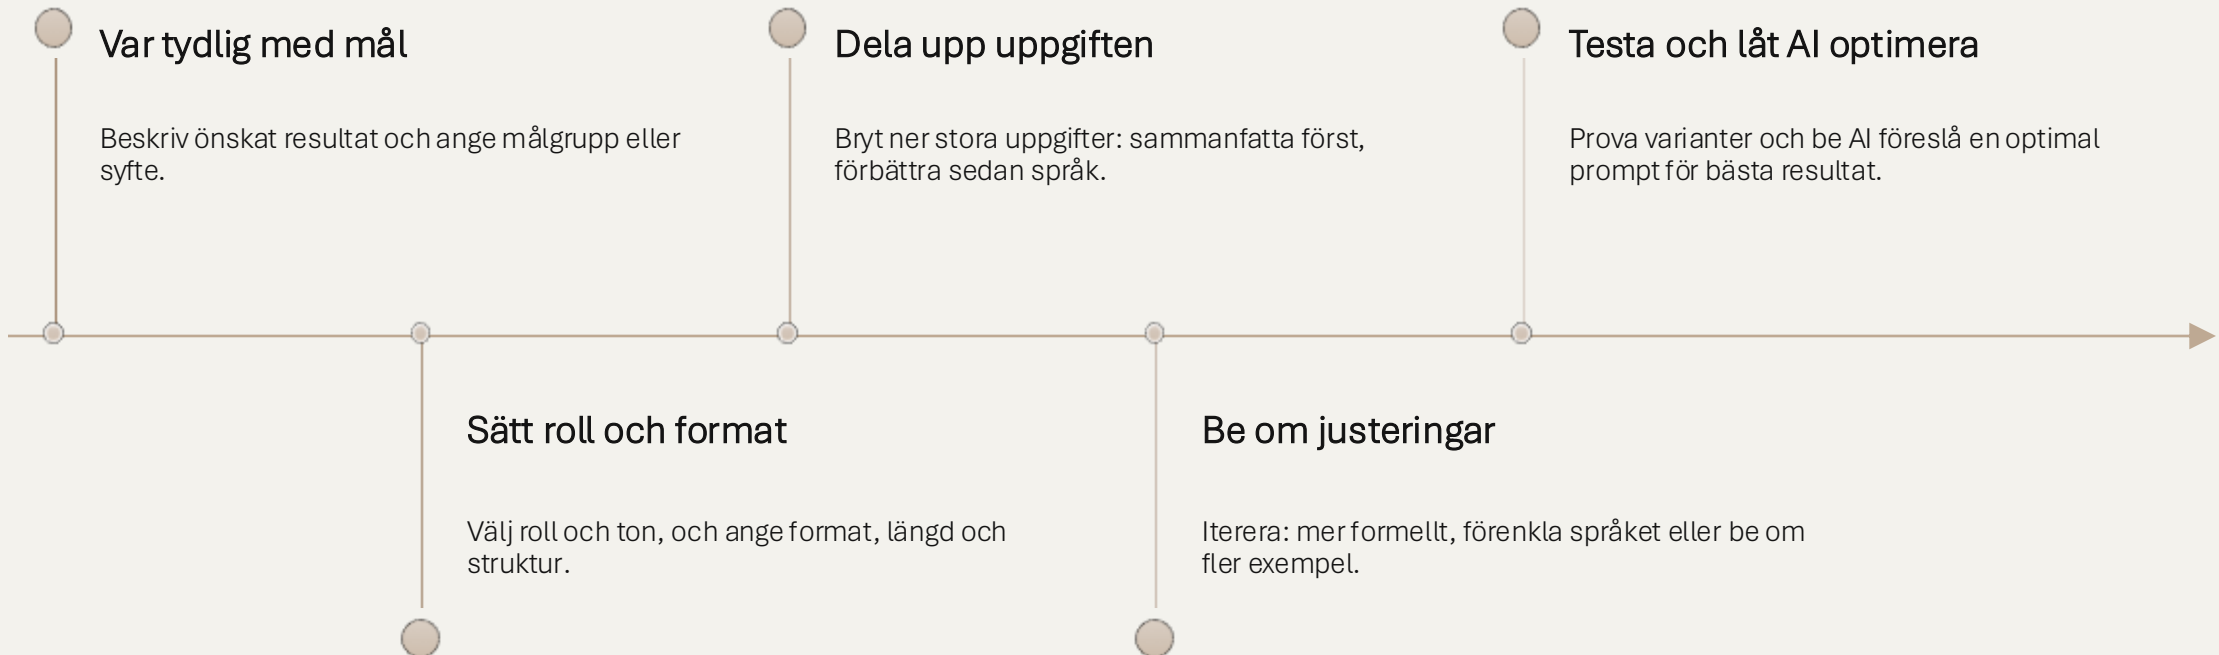 Var tydlig med mål
Beskriv önskat resultat och ange målgrupp eller
syfte.
Sätt roll och format
Välj roll och ton, och ange format, längd och
struktur.
Dela upp uppgiften
Bryt ner stora uppgifter: sammanfatta först,
förbättra sedan språk.
Be om justeringar
Iterera: mer formellt, förenkla språket eller be om
fler exempel.
Testa och låt AI optimera
Prova varianter och be AI föreslå en optimal
prompt för bästa resultat.